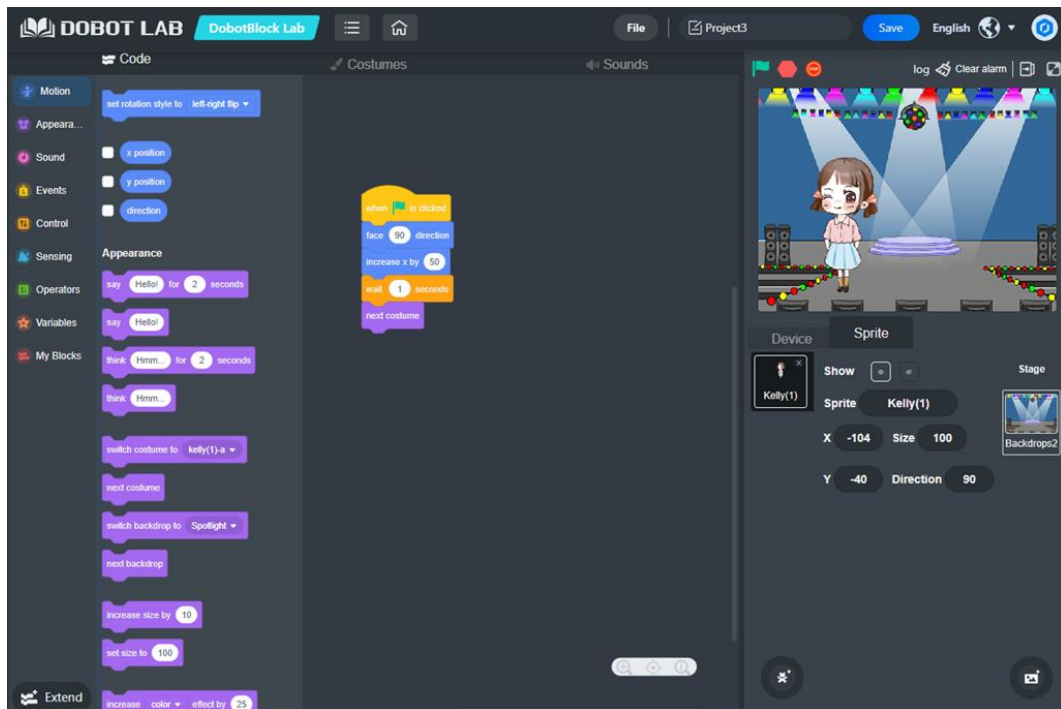 DOBOT LAB DobotBlock Lab File Project3 Save English
Code Costumes Sounds log Clear alarm
Motion
Appeara...
Sound
Events
Control
Sensing
Operators
Variables
My Blocks
Extend
set rotation style to left-right flip
x position
y position
direction
Appearance
say Hello! for 2 seconds
say Hello!
think Hmm... for 2 seconds
think Hmm...
switch costume to kelly(1)-a
next costume
switch backdrop to Spotlight
next backdrop
increase size by 10
set size to 100
increase color effect by 25
when is clicked
face 90 direction
increase x by 50
wait 1 seconds
next costume
STOP
Device Sprite
Kelly(1)
Show
Sprite Kelly(1)
X -104 Size 100
Y -40 Direction 90
Stage
Backdrops2